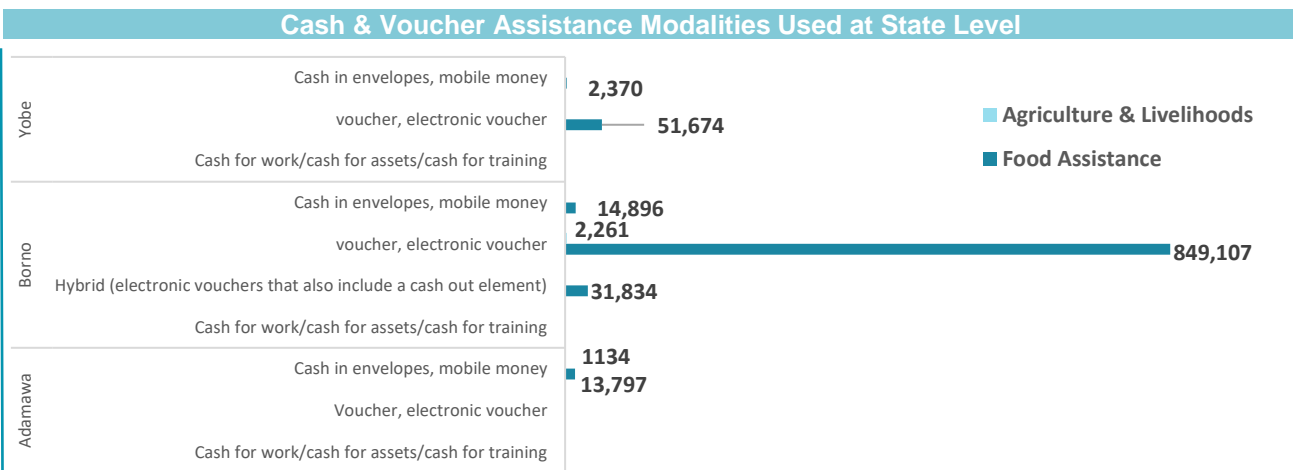 Cash & Voucher Assistance Modalities Used at State Level
Yobe
Cash in envelopes, mobile money
2,370
voucher, electronic voucher
51,674
Cash for work/cash for assets/cash for training
Agriculture & Livelihoods
Food Assistance
Borno
Cash in envelopes, mobile money
14,896
2,261
voucher, electronic voucher
849,107
Hybrid (electronic vouchers that also include a cash out element)
31,834
Cash for work/cash for assets/cash for training
Adamawa
Cash in envelopes, mobile money
1134
13,797
Voucher, electronic voucher
Cash for work/cash for assets/cash for training